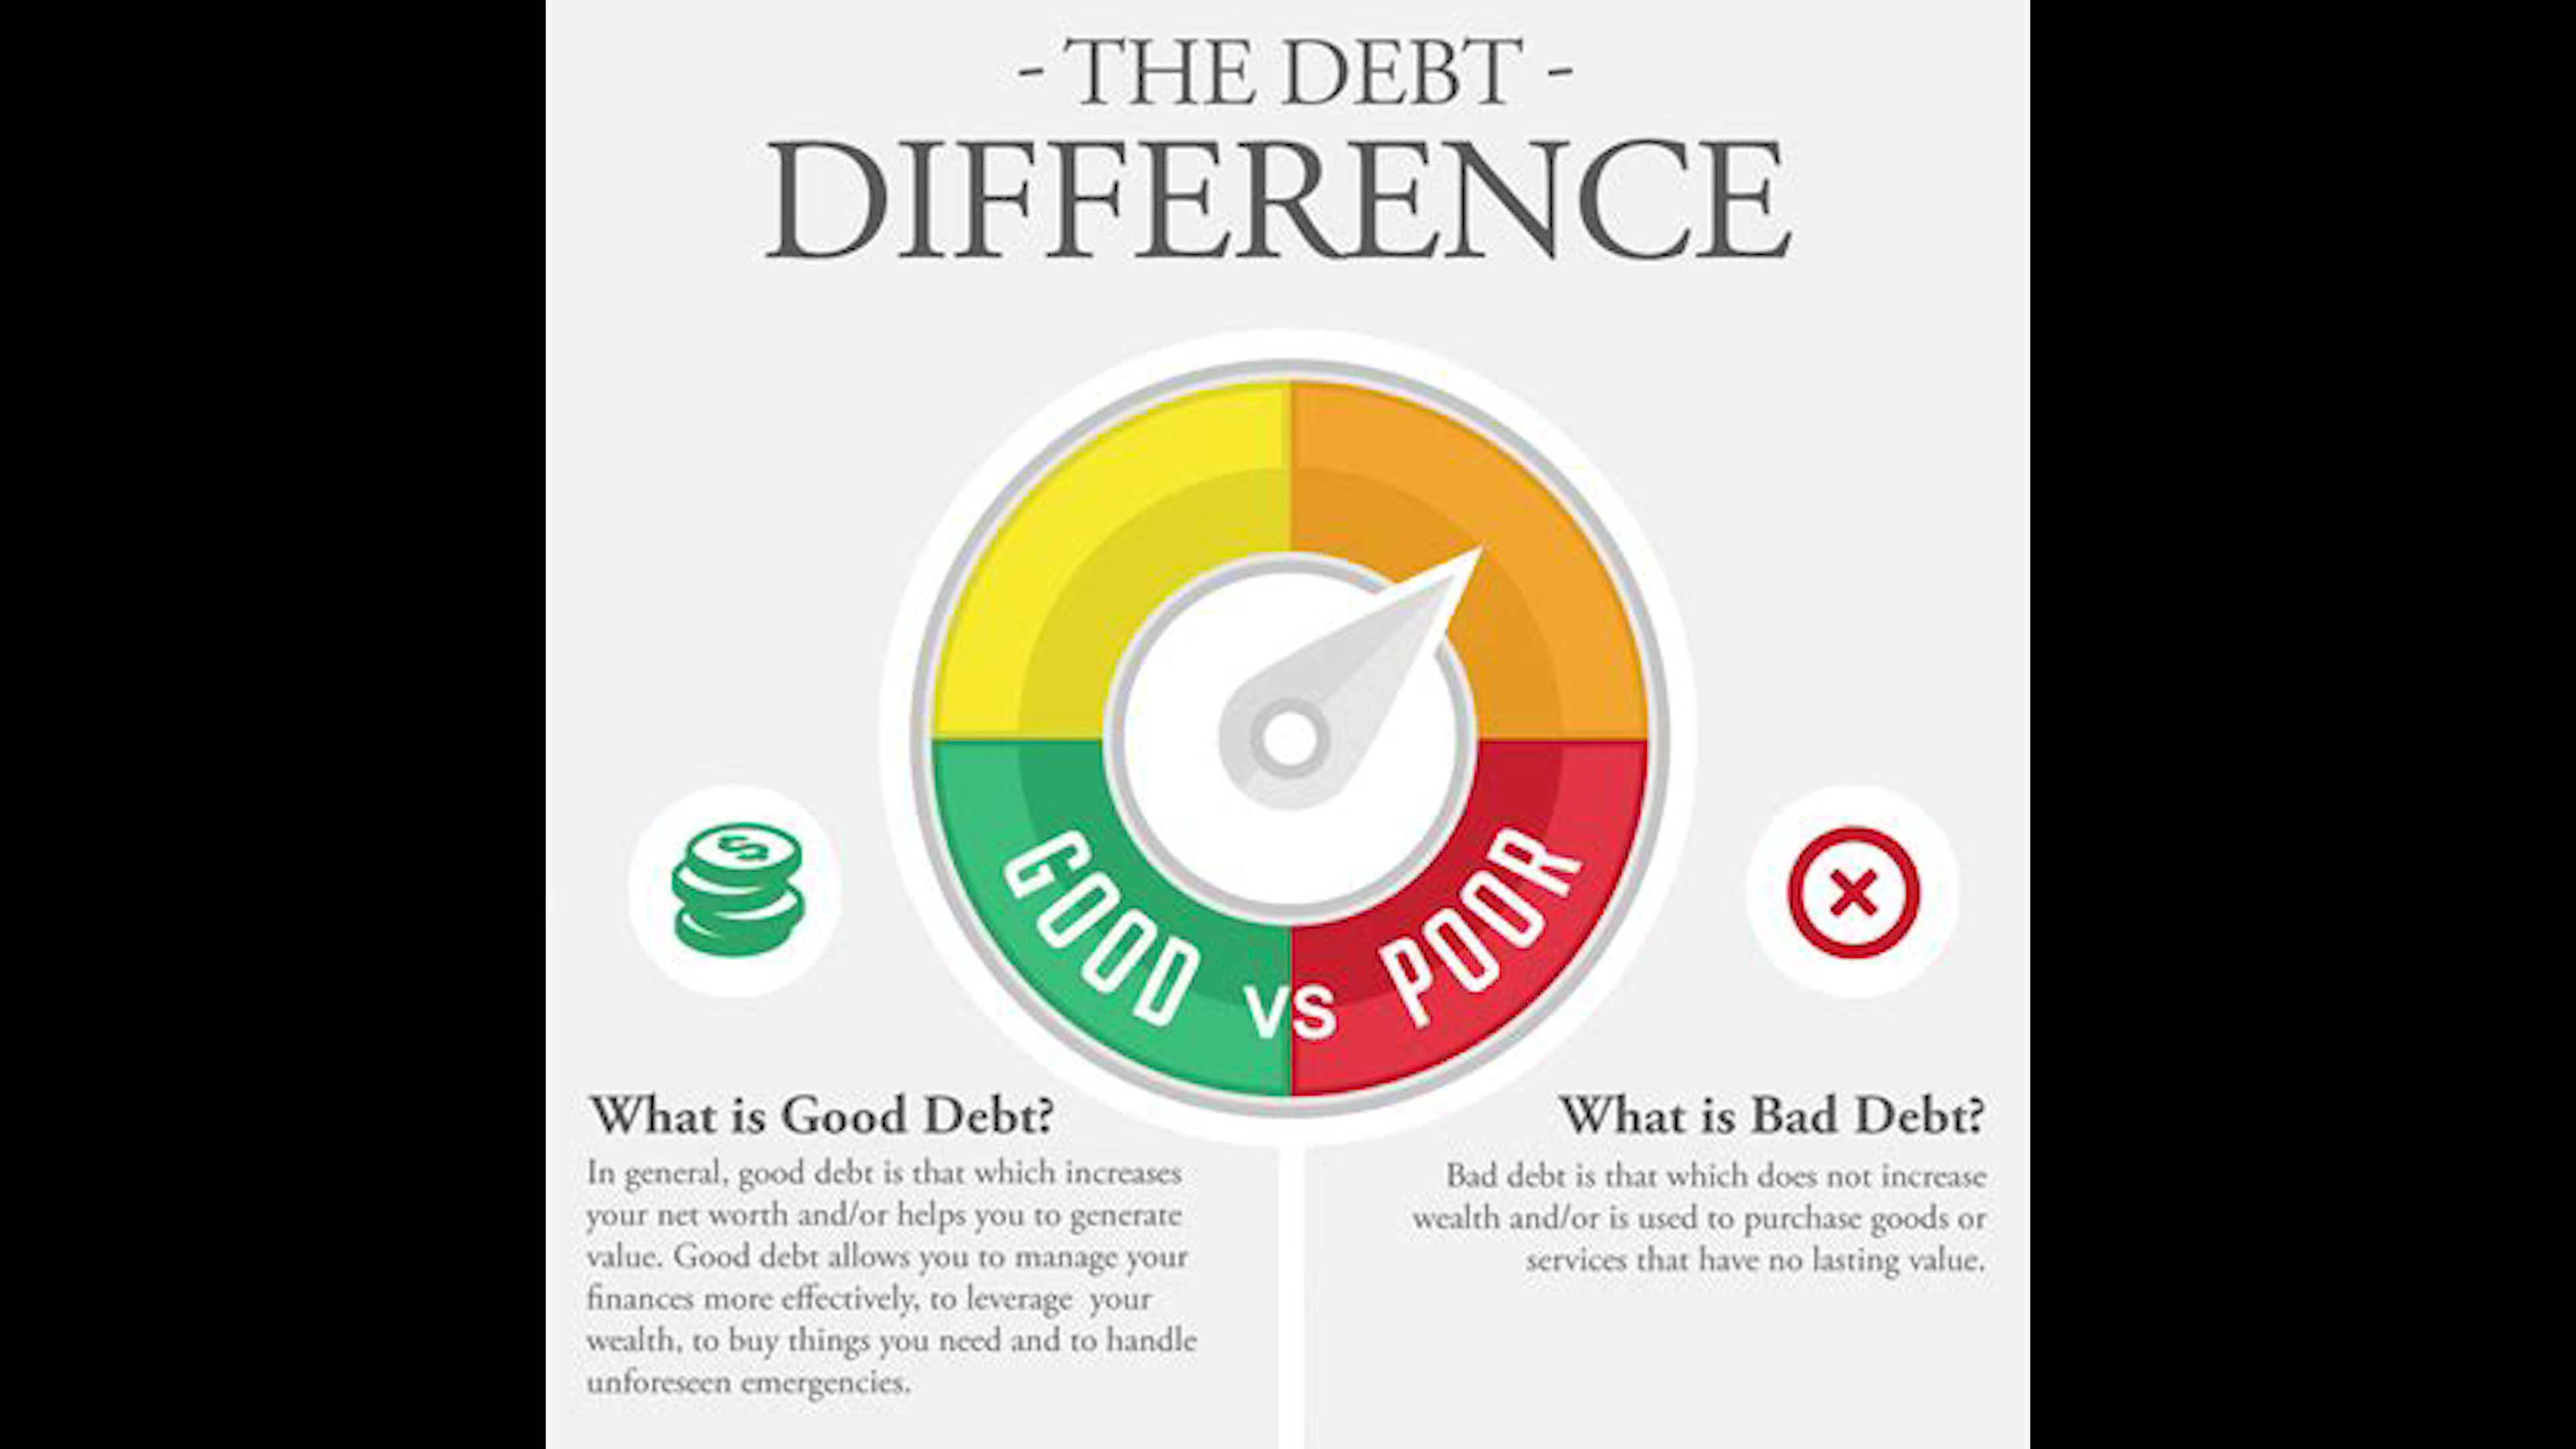 - THE DEBT -
DIFFERENCE
GOOD VS POOR
What is Good Debt?
In general, good debt is that which increases
your net worth and/or helps you to generate
value. Good debt allows you to manage your
finances more effectively, to leverage your
wealth, to buy things you need and to handle
unforeseen emergencies.
What is Bad Debt?
Bad debt is that which does not increase
wealth and/or is used to purchase goods or
services that have no lasting value.